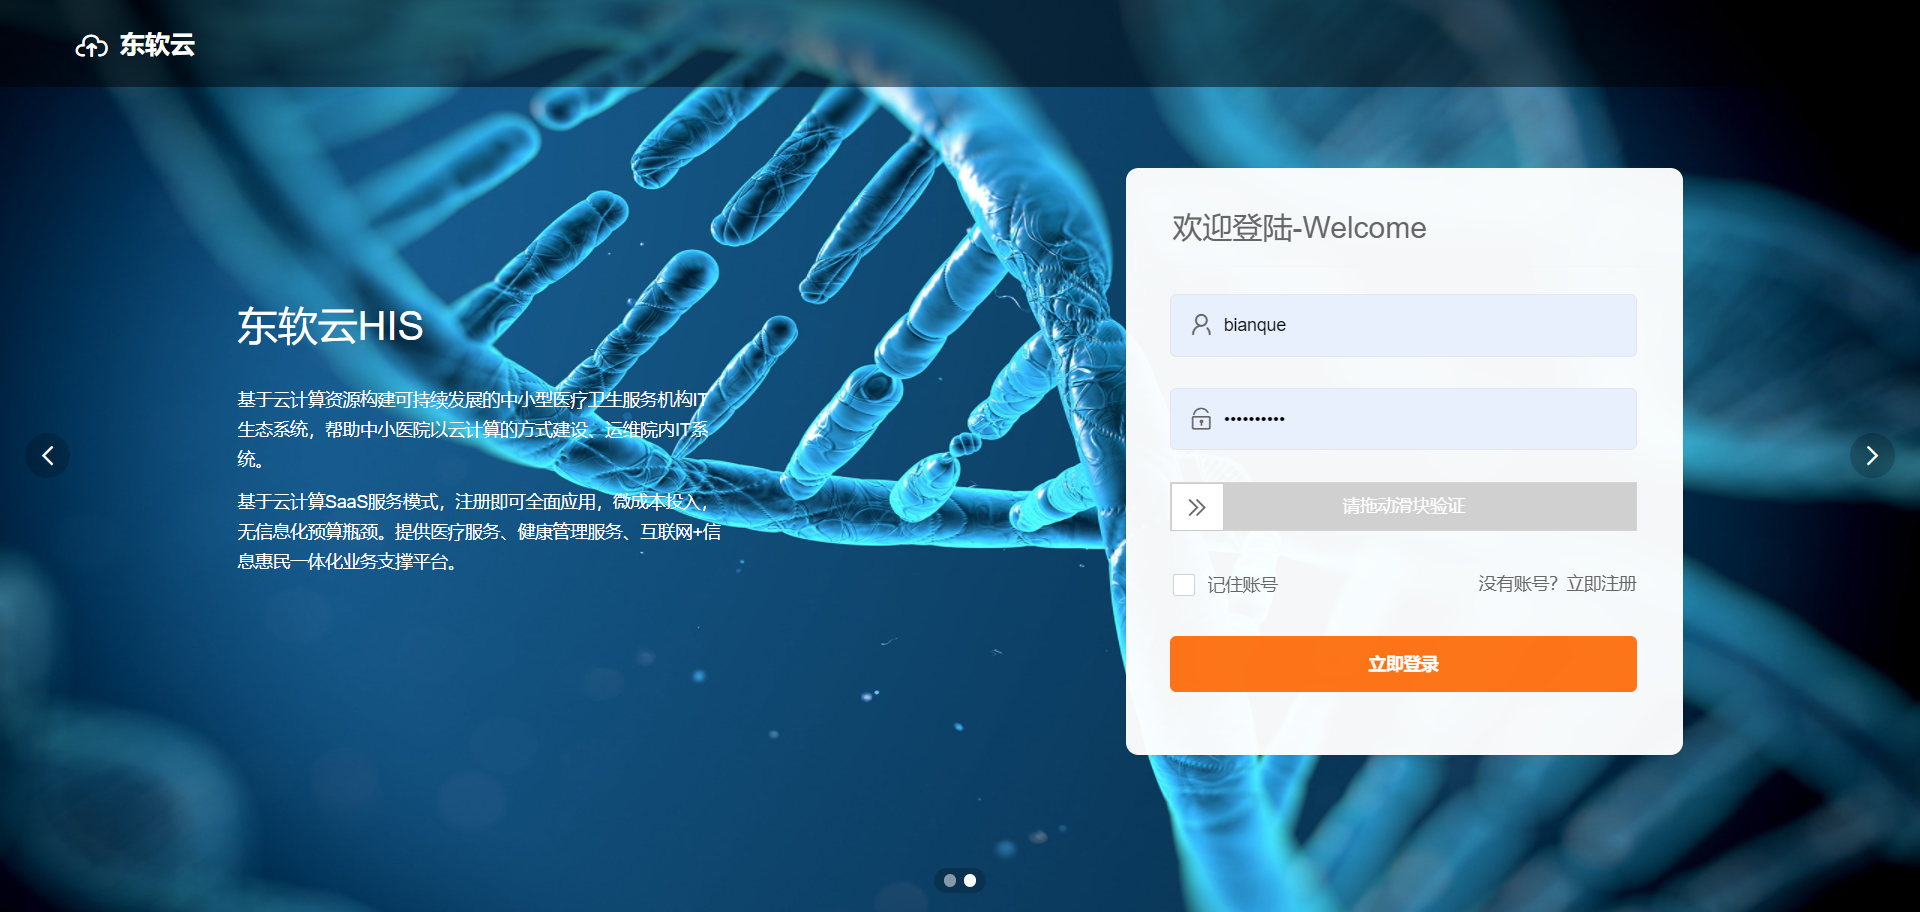 东软云
东软云HIS
基于云计算资源构建可持续发展的中小型医疗卫生服务机构IT
生态系统，帮助中小医院以云计算的方式建设、运维院内IT系
统。
基于云计算SaaS服务模式，注册即可全面应用，微成本投入，
无信息化预算瓶颈。提供医疗服务、健康管理服务、互联网+信
息惠民一体化业务支撑平台。
欢迎登陆-Welcome
bianque
••••••••••
请拖动滑块验证
记住账号
没有账号？立即注册
立即登录